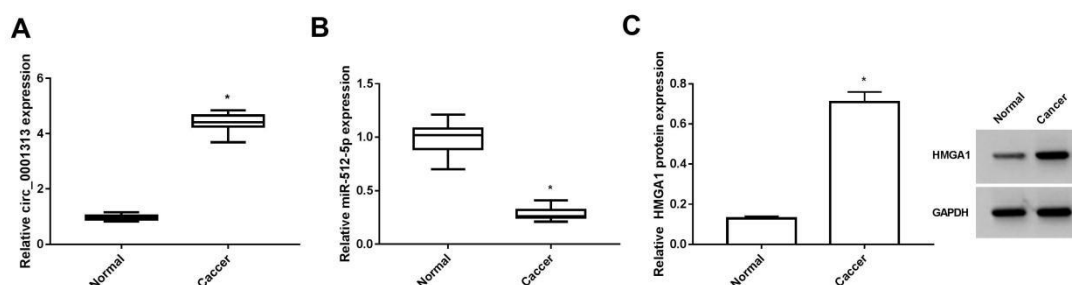 A
Relative circ_0001313 expression
6
4
2
0
*
Normal
Caccer
B
Relative miR-512-5p expression
1.5
1.0
0.5
0.0
*
Normal
Caccer
C
Relative HMGA1 protein expression
0.8
0.6
0.4
0.2
0.0
*
Normal
Caccer
Normal
Cancer
HMGA1
GAPDH